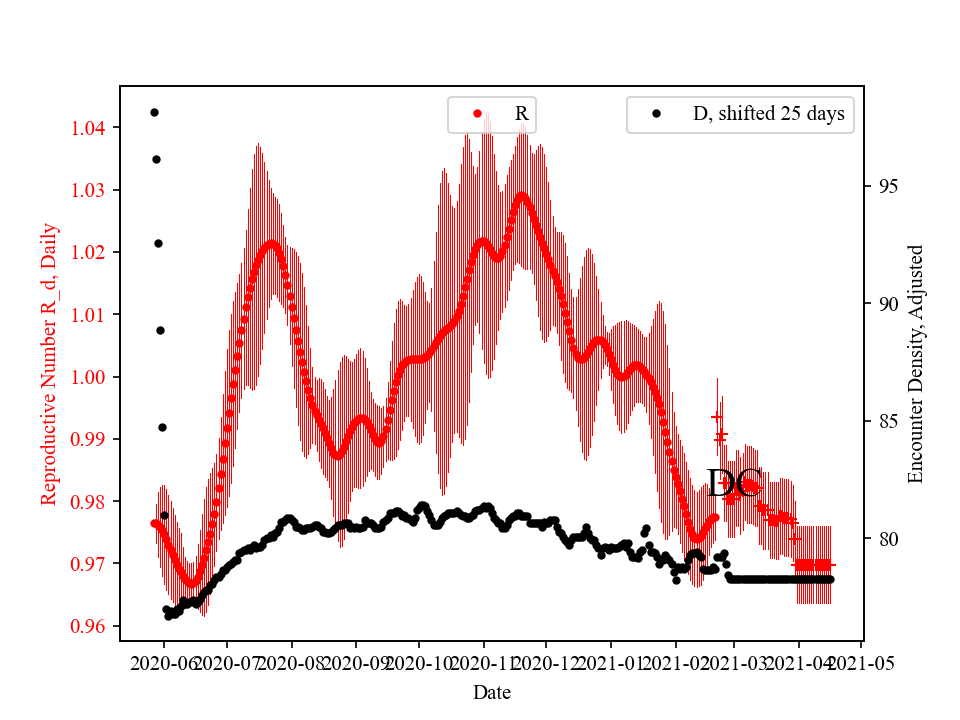 R
D, shifted 25 days
1.04
1.03
1.02
1.01
1.00
0.99
0.98
0.97
0.96
Reproductive Number R_d, Daily
95
90
85
80
Encounter Density, Adjusted
DC
2020-06 2020-07 2020-08 2020-09 2020-10 2020-11 2020-12 2021-01 2021-02 2021-03 2021-04 2021-05
Date